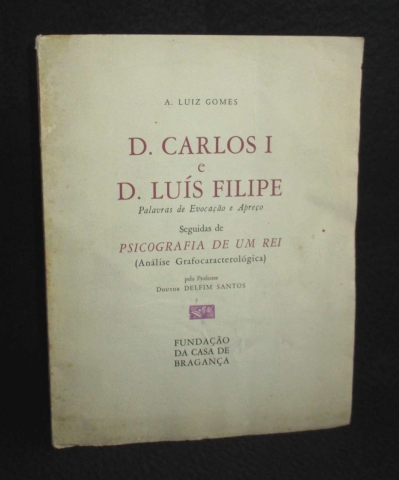 A. LUIZ GOMES
D. CARLOS I
e
D. LUÍS FILIPE
Palavras de Evocação e Apreço
Seguidas de
PSICOGRAFIA DE UM REI
(Análise Grafocaracterológica)
pelo Professor
Doutor DELFIM SANTOS
FUNDAÇÃO
DA CASA DE
BRAGANÇA